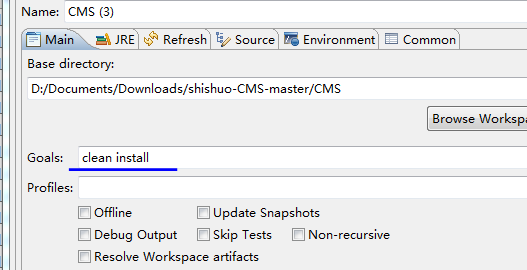 Name: CMS (3)
Main JRE Refresh Source Environment Common
Base directory:
D:/Documents/Downloads/shishuo-CMS-master/CMS
Browse Workspa
Goals: clean install
Profiles:
Offline Update Snapshots
Debug Output Skip Tests Non-recursive
Resolve Workspace artifacts